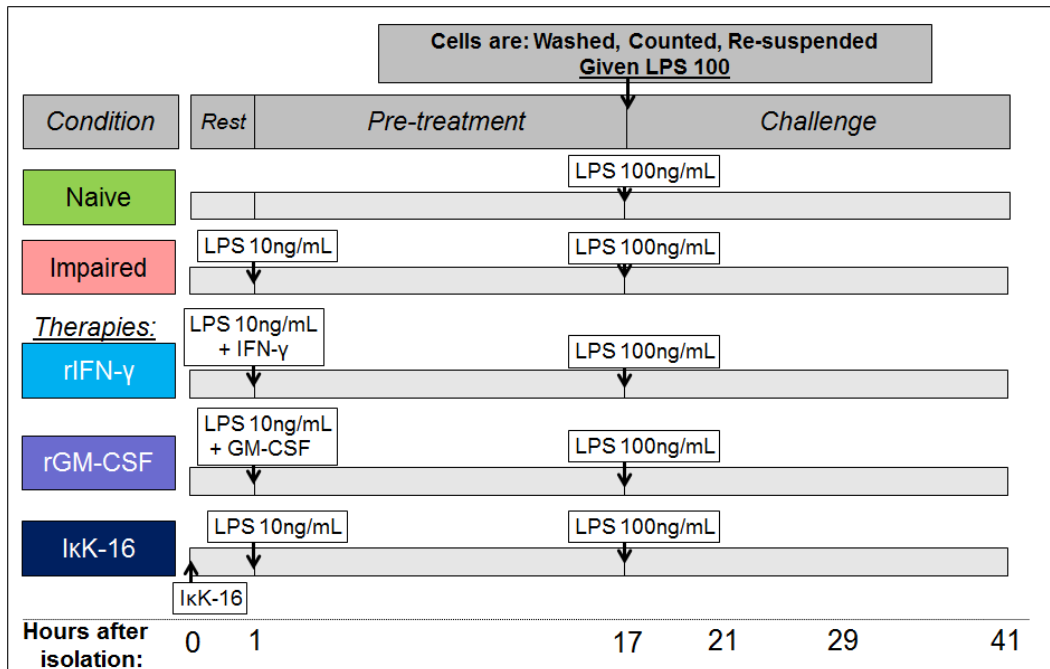 Cells are: Washed, Counted, Re-suspended
Given LPS 100
Condition
Rest
Pre-treatment
Challenge
LPS 100ng/mL
Naive
LPS 10ng/mL
LPS 100ng/mL
Impaired
Therapies:
LPS 10ng/mL
+ IFN-γ
LPS 100ng/mL
rIFN-γ
LPS 10ng/mL
+ GM-CSF
LPS 100ng/mL
rGM-CSF
LPS 10ng/mL
LPS 100ng/mL
IκK-16
IκK-16
Hours after
isolation:
0
1
17
21
29
41